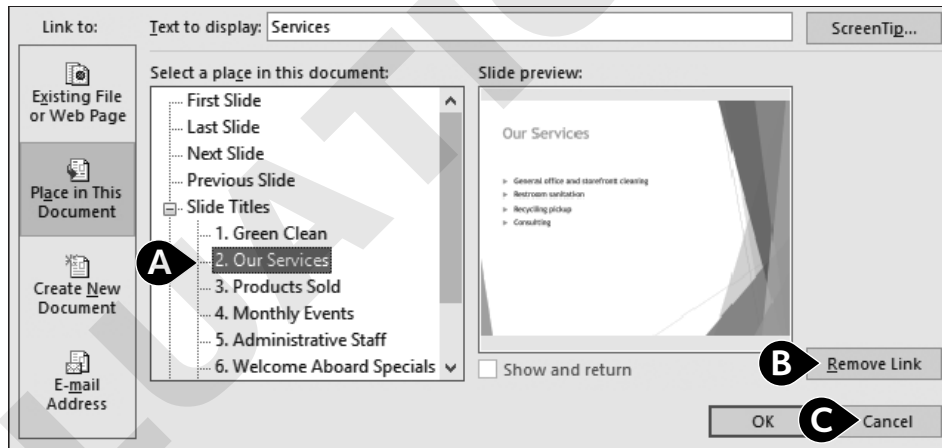 Link to:
Text to display: Services
ScreenTip...
Existing File
or Web Page
Place in This
Document
Create New
Document
E-mail
Address
Select a place in this document:
First Slide
Last Slide
Next Slide
Previous Slide
Slide Titles
1. Green Clean
A
2. Our Services
3. Products Sold
4. Monthly Events
5. Administrative Staff
6. Welcome Aboard Specials
Slide preview:
Our Services
General office and storefront cleaning
Restroom sanitation
Recycling pickup
Consulting
Show and return
B
Remove Link
OK
C
Cancel